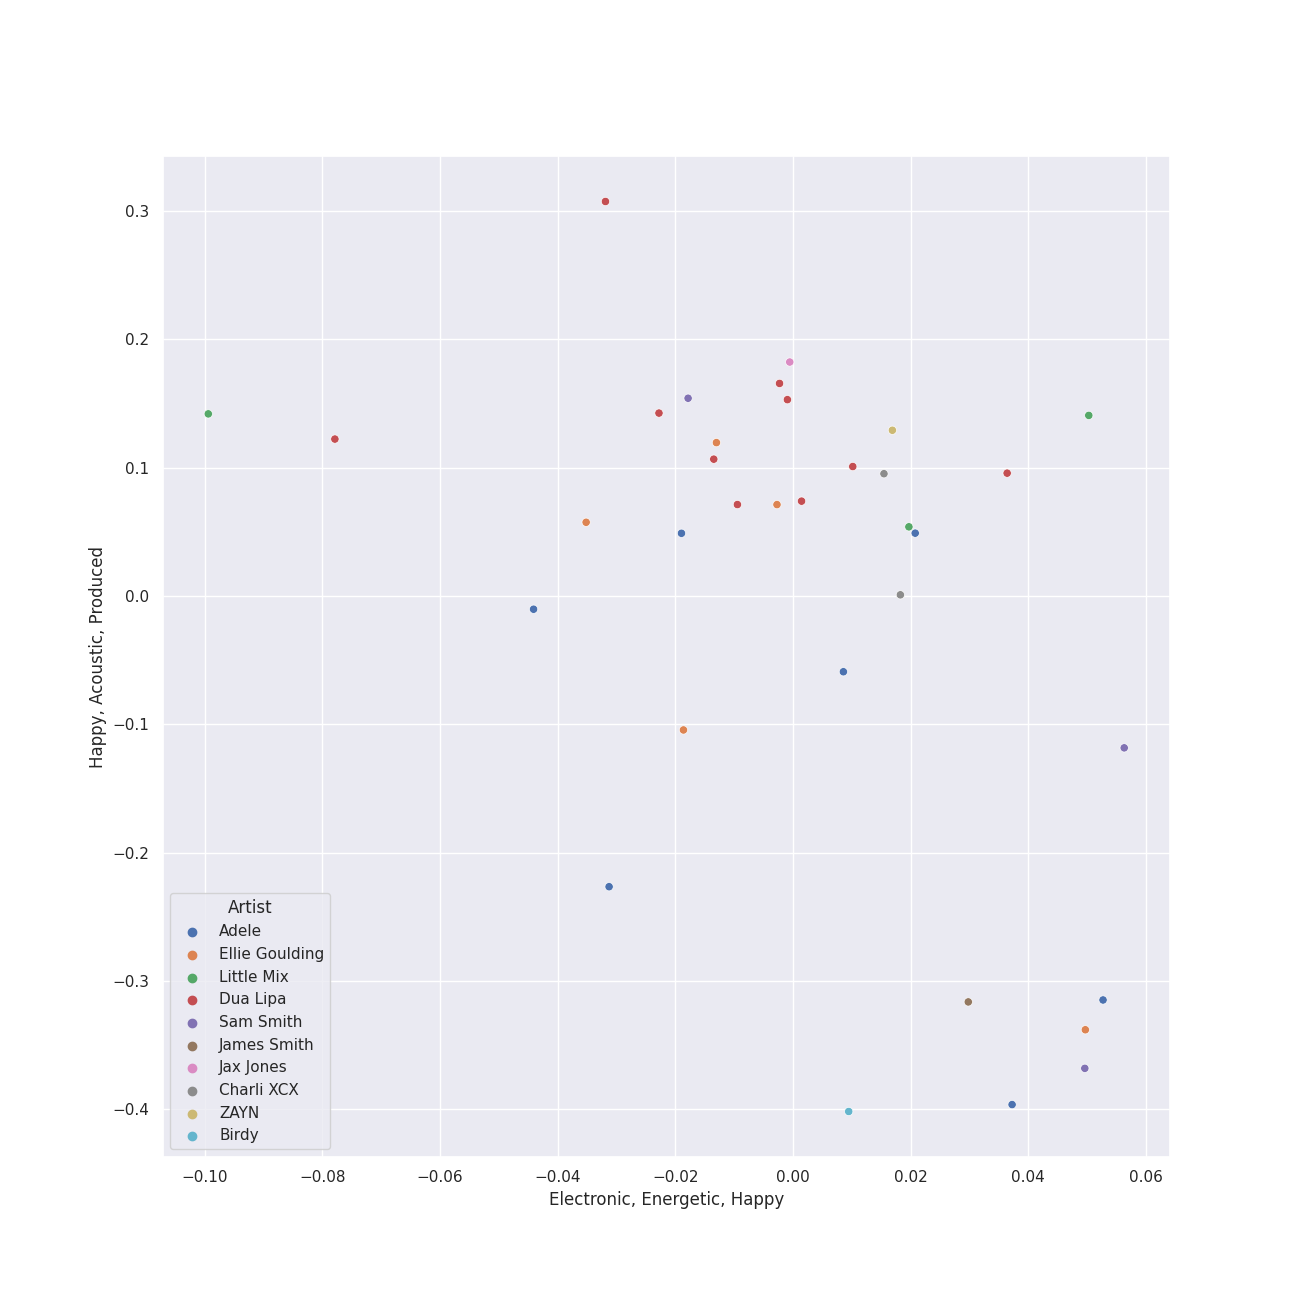 0.3
0.2
0.1
0.0
−0.1
−0.2
−0.3
−0.4
Happy, Acoustic, Produced
Artist
Adele
Ellie Goulding
Little Mix
Dua Lipa
Sam Smith
James Smith
Jax Jones
Charli XCX
ZAYN
Birdy
−0.10 −0.08 −0.06 −0.04 −0.02 0.00 0.02 0.04 0.06
Electronic, Energetic, Happy